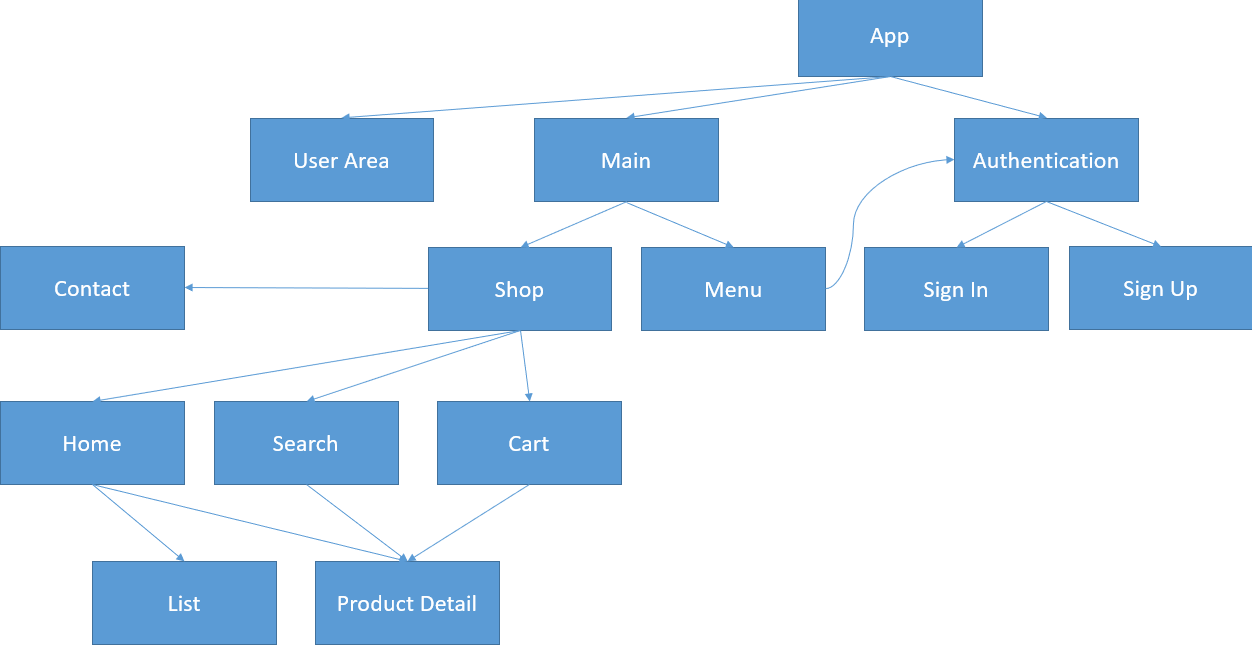 App
User Area
Main
Authentication
Contact
Shop
Menu
Sign In
Sign Up
Home
Search
Cart
List
Product Detail